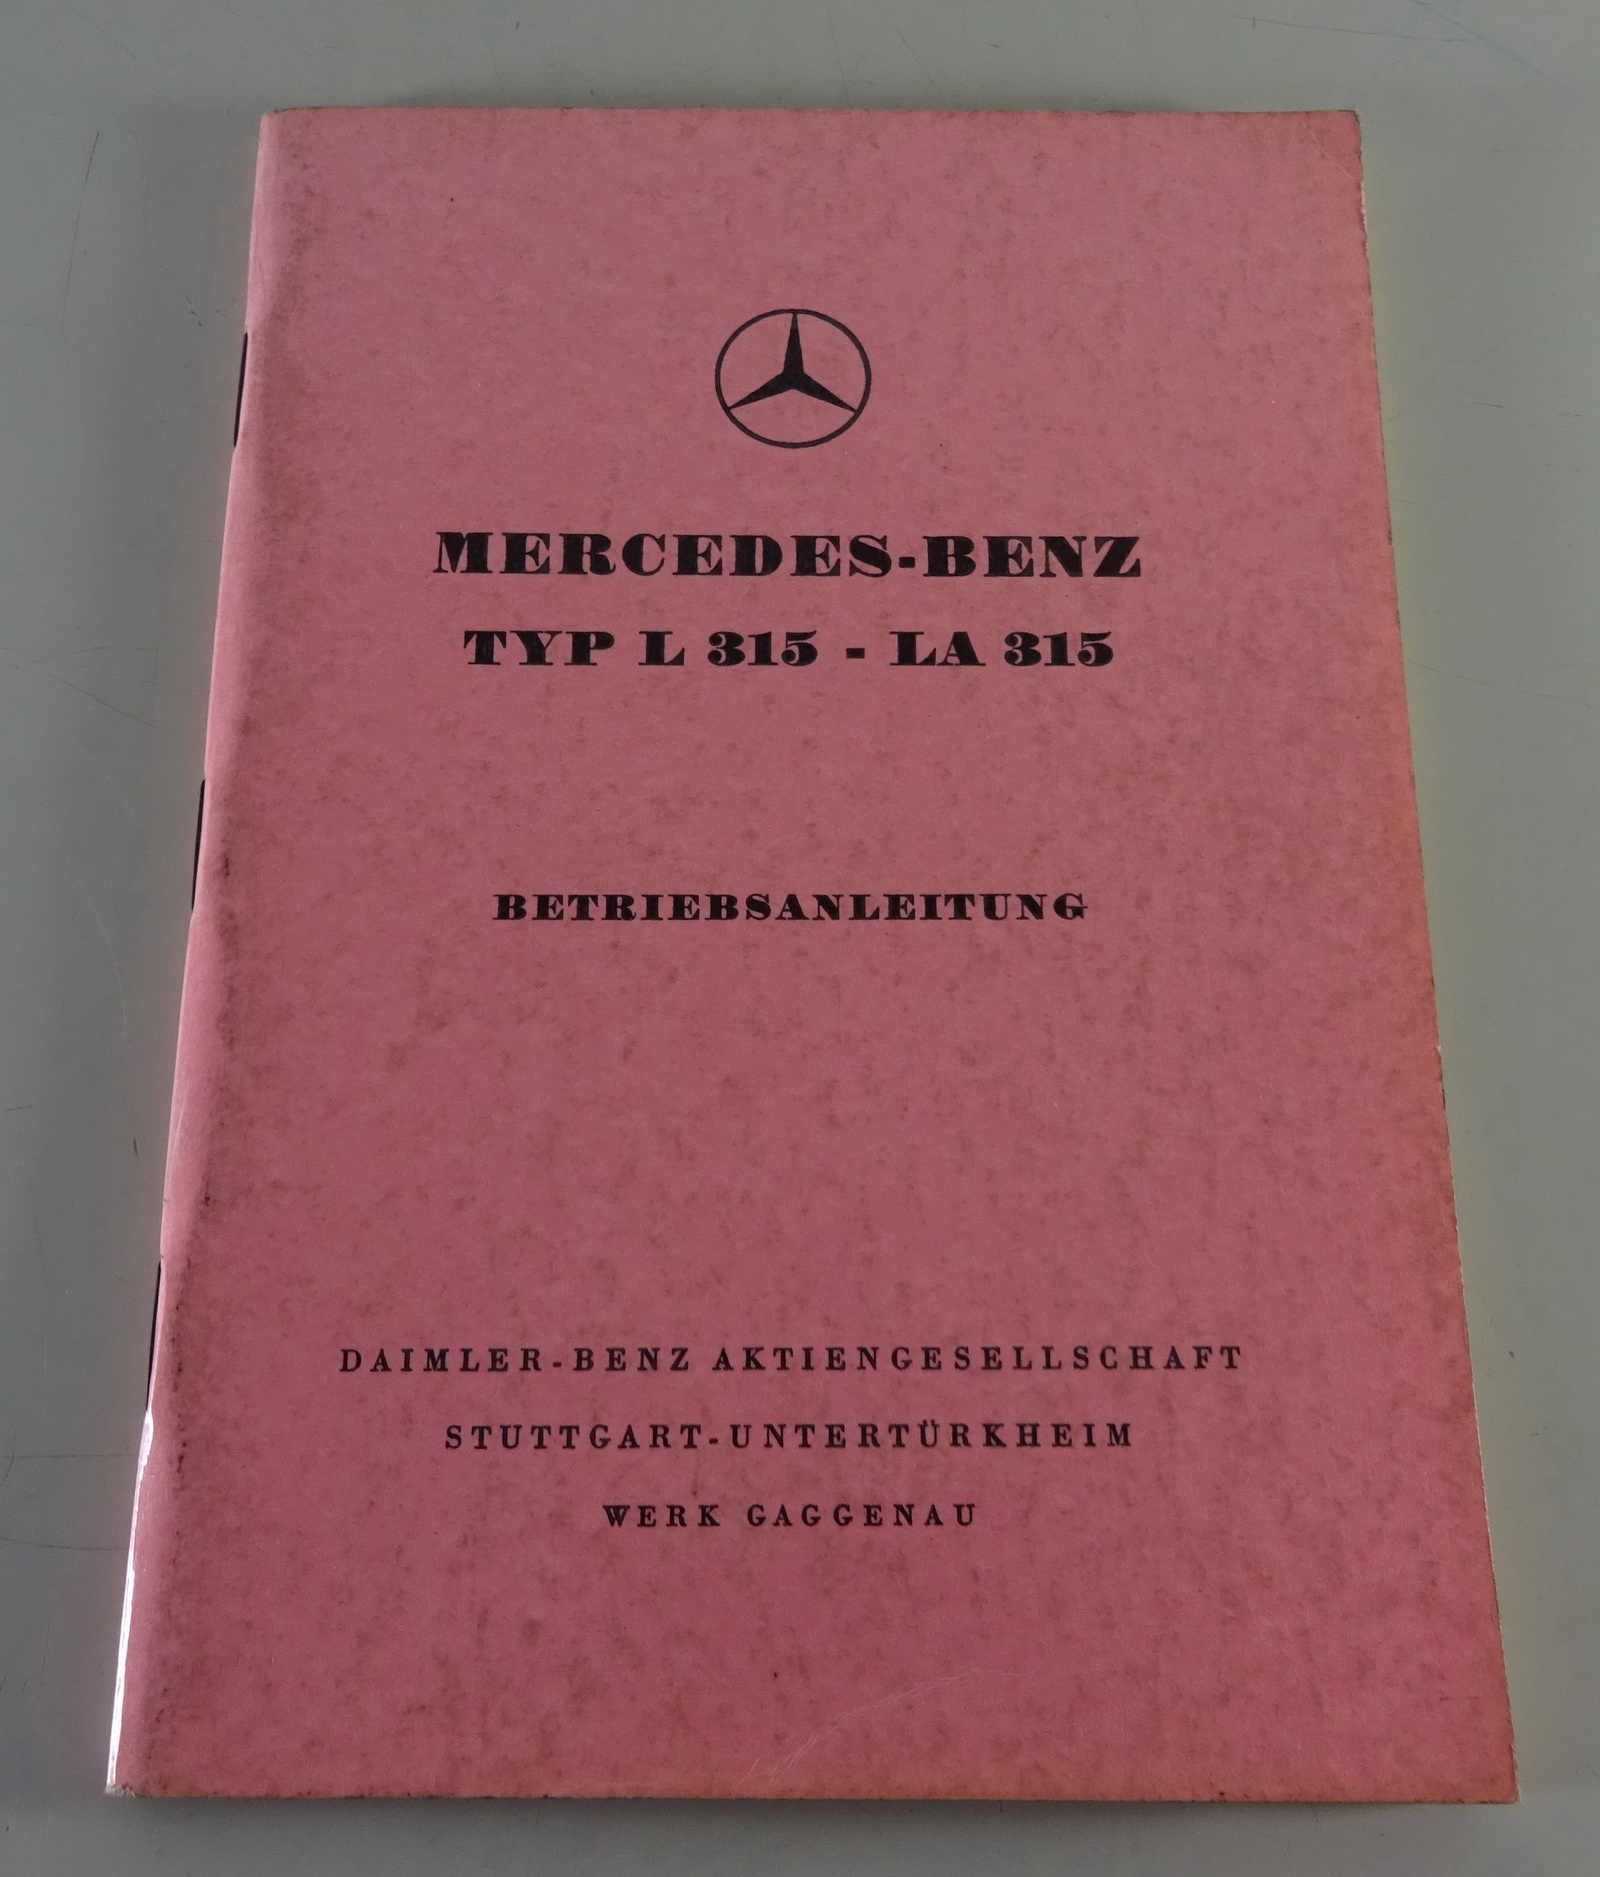 MERCEDES-BENZ
TYP L 315 - LA 315
BETRIEBSANLEITUNG
DAIMLER-BENZ AKTIENGESELLSCHAFT
STUTTGART-UNTERTÜRKHEIM
WERK GAGGENAU